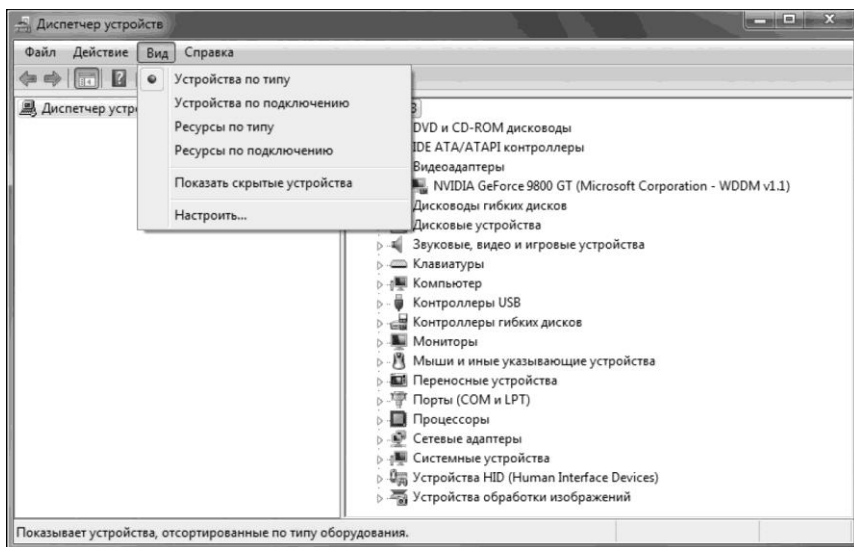 Диспетчер устройств
Файл Действие Вид Справка
Устройства по типу
Устройства по подключению
Ресурсы по типу
Ресурсы по подключению
Показать скрытые устройства
Настроить...
Диспетчер
DVD и CD-ROM дисководы
IDE ATA/ATAPI контроллеры
Видеоадаптеры
NVIDIA GeForce 9800 GT (Microsoft Corporation - WDDM v1.1)
Дисководы гибких дисков
Дисковые устройства
Звуковые, видео и игровые устройства
Клавиатуры
Компьютер
Контроллеры USB
Контроллеры гибких дисков
Мониторы
Мыши и иные указывающие устройства
Переносные устройства
Порты (COM и LPT)
Процессоры
Сетевые адаптеры
Системные устройства
Устройства HID (Human Interface Devices)
Устройства обработки изображений
Показывает устройства, отсортированные по типу оборудования.